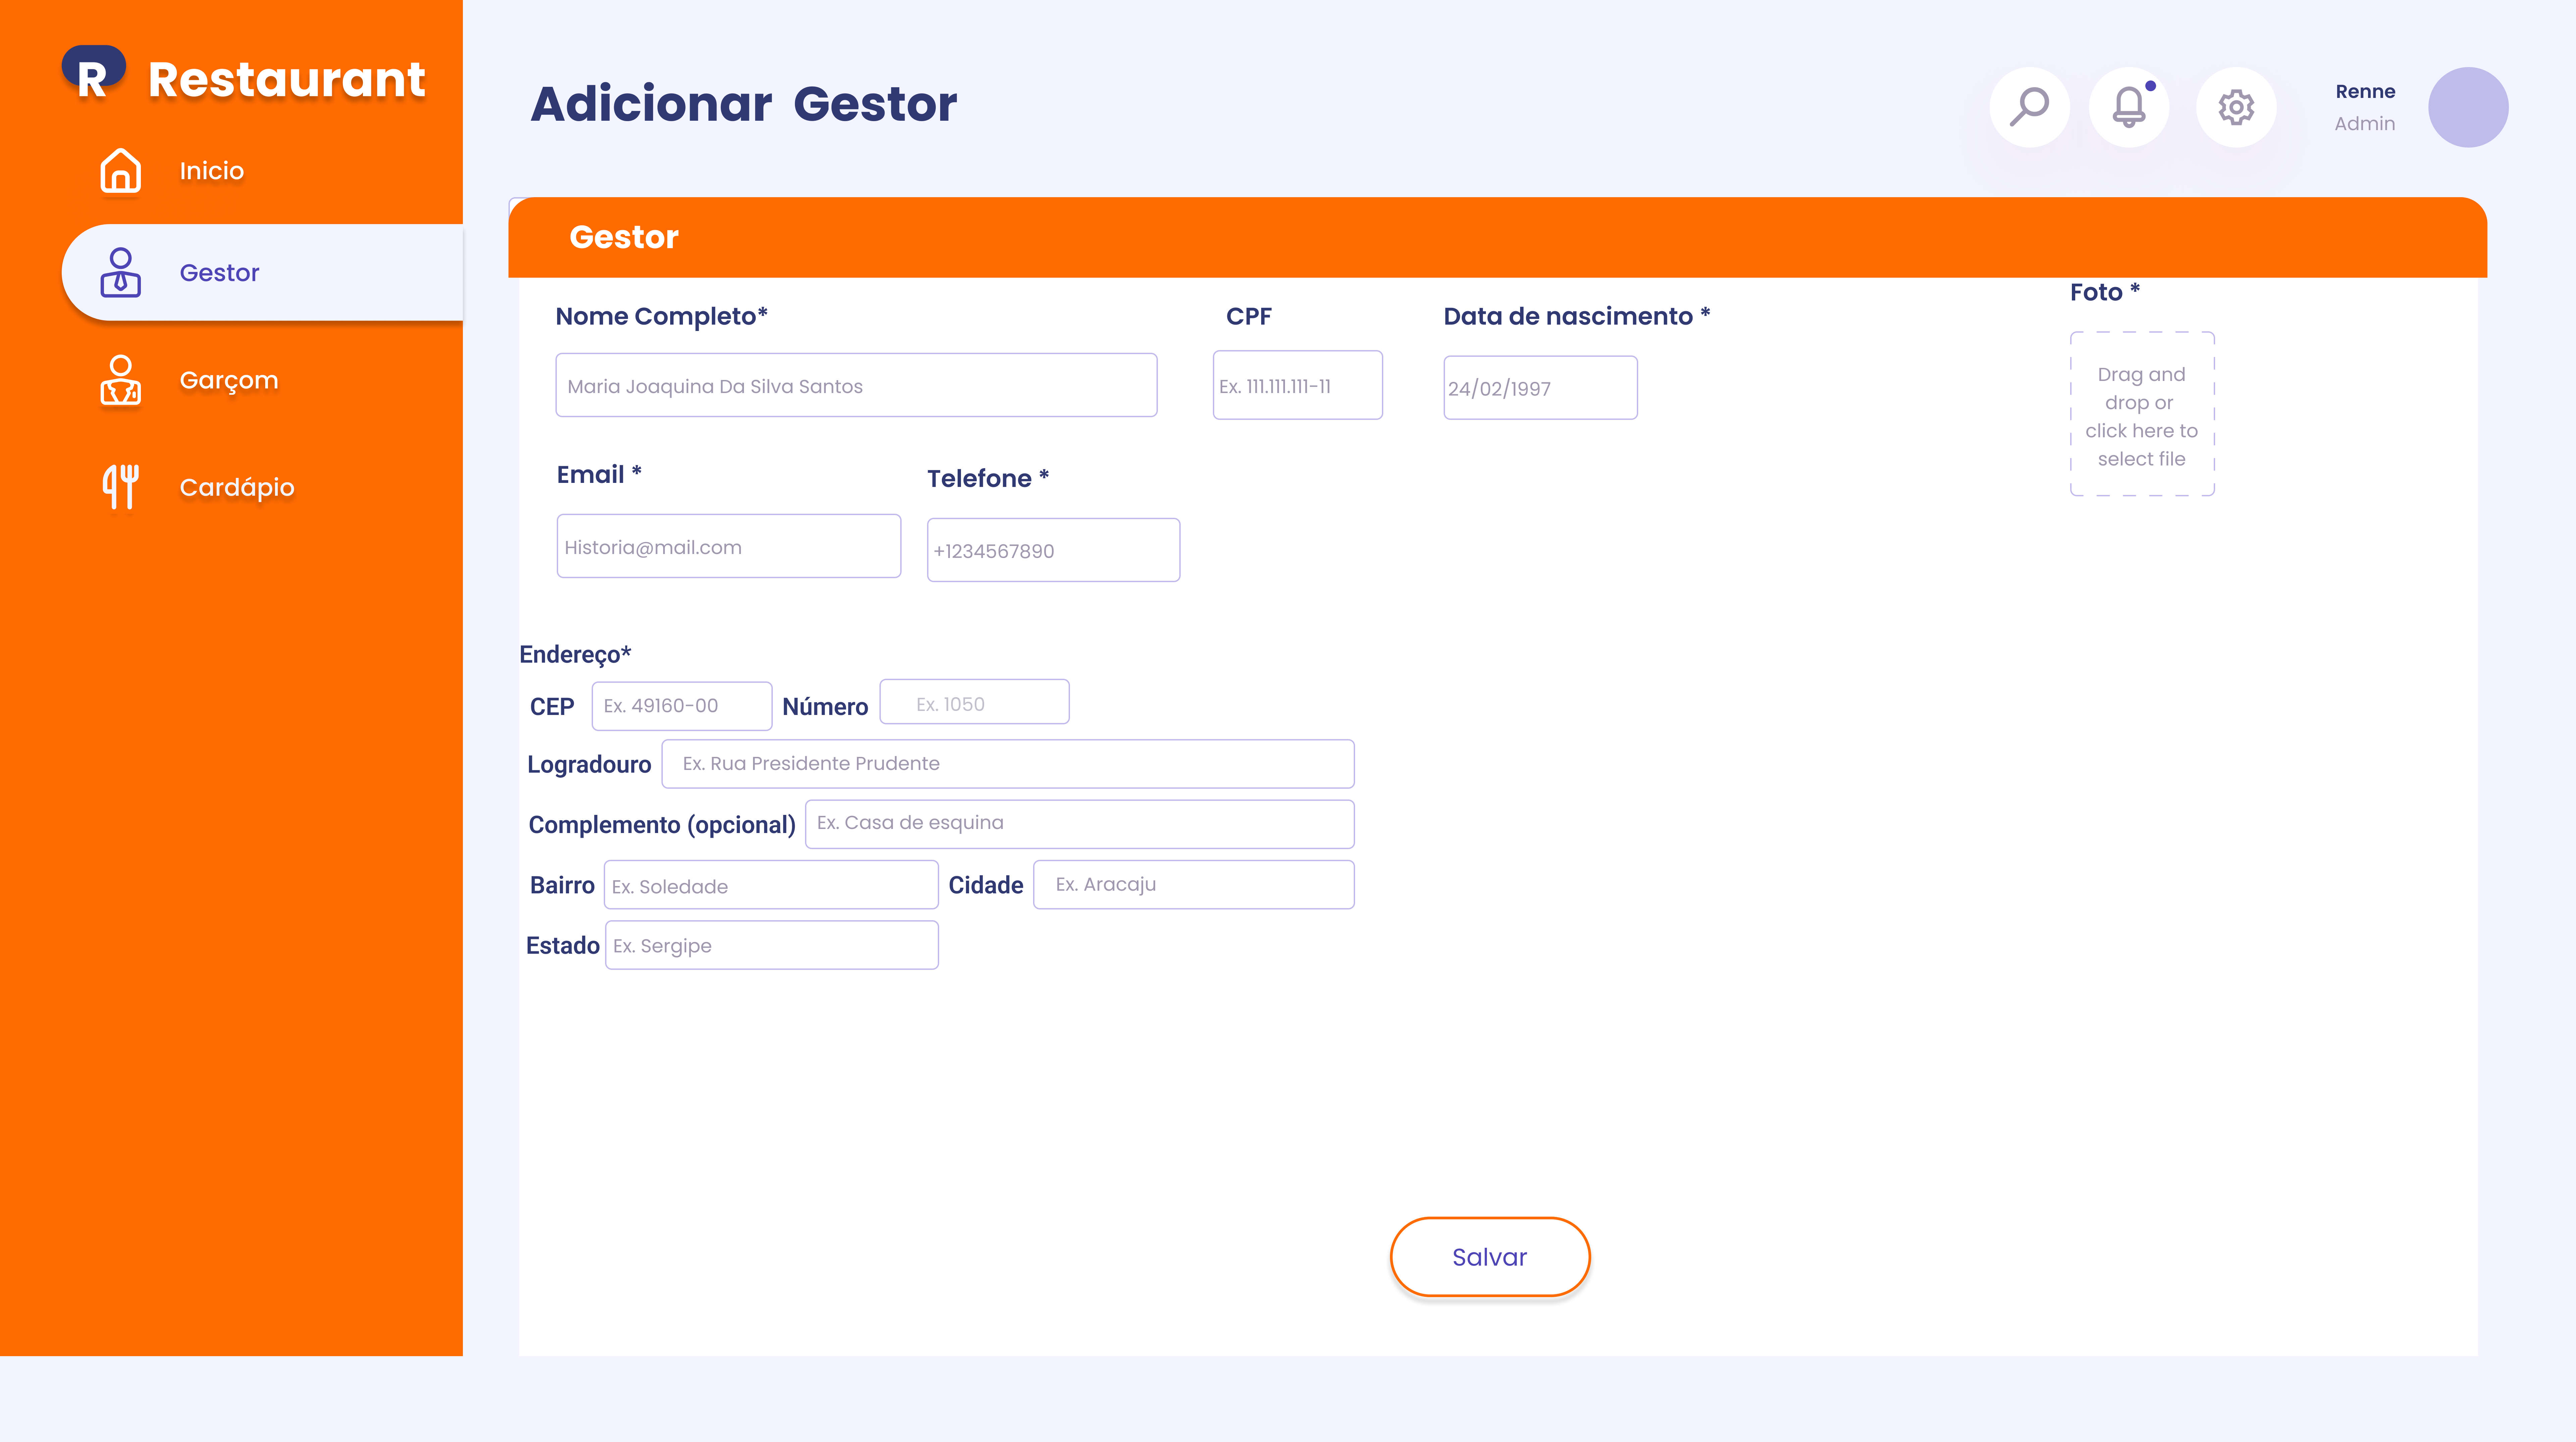 R Restaurant
Inicio
Gestor
Garçom
Cardápio
Adicionar Gestor
Renne
Admin
Gestor
Nome Completo*
CPF
Data de nascimento *
Foto *
Maria Joaquina Da Silva Santos
Ex. 111.111.111-11
24/02/1997
Drag and
drop or
click here to
select file
Email *
Telefone *
Historia@mail.com
+1234567890
Endereço*
CEP
Ex. 49160-00
Número
Ex. 1050
Logradouro
Ex. Rua Presidente Prudente
Complemento (opcional)
Ex. Casa de esquina
Bairro
Ex. Soledade
Cidade
Ex. Aracaju
Estado
Ex. Sergipe
Salvar